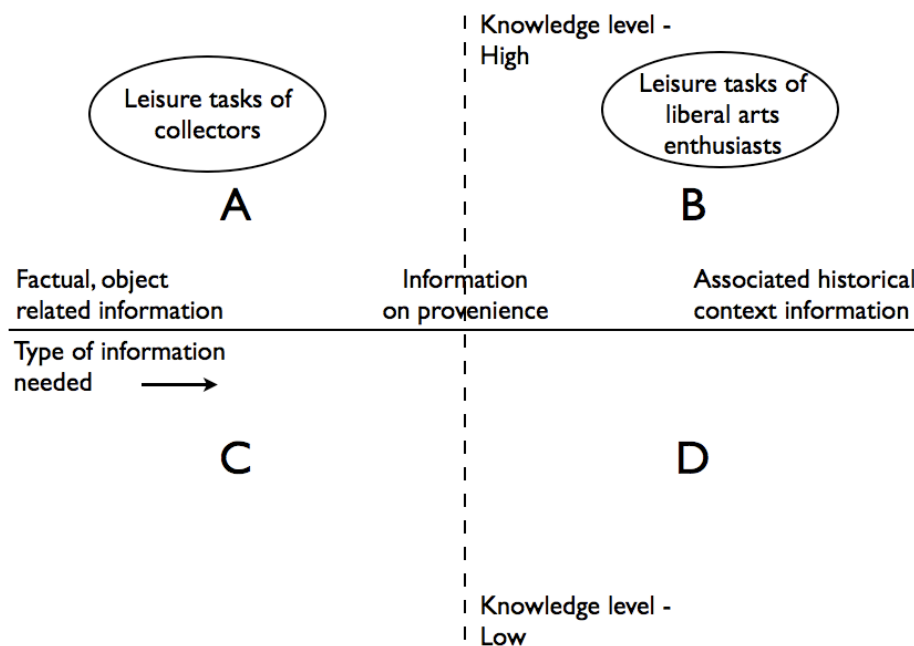 Knowledge level -
High
Leisure tasks of
collectors
Leisure tasks of
liberal arts
enthusiasts
A
B
Factual, object
related information
Information
on provenience
Associated historical
context information
Type of information
needed
C
D
Knowledge level -
Low